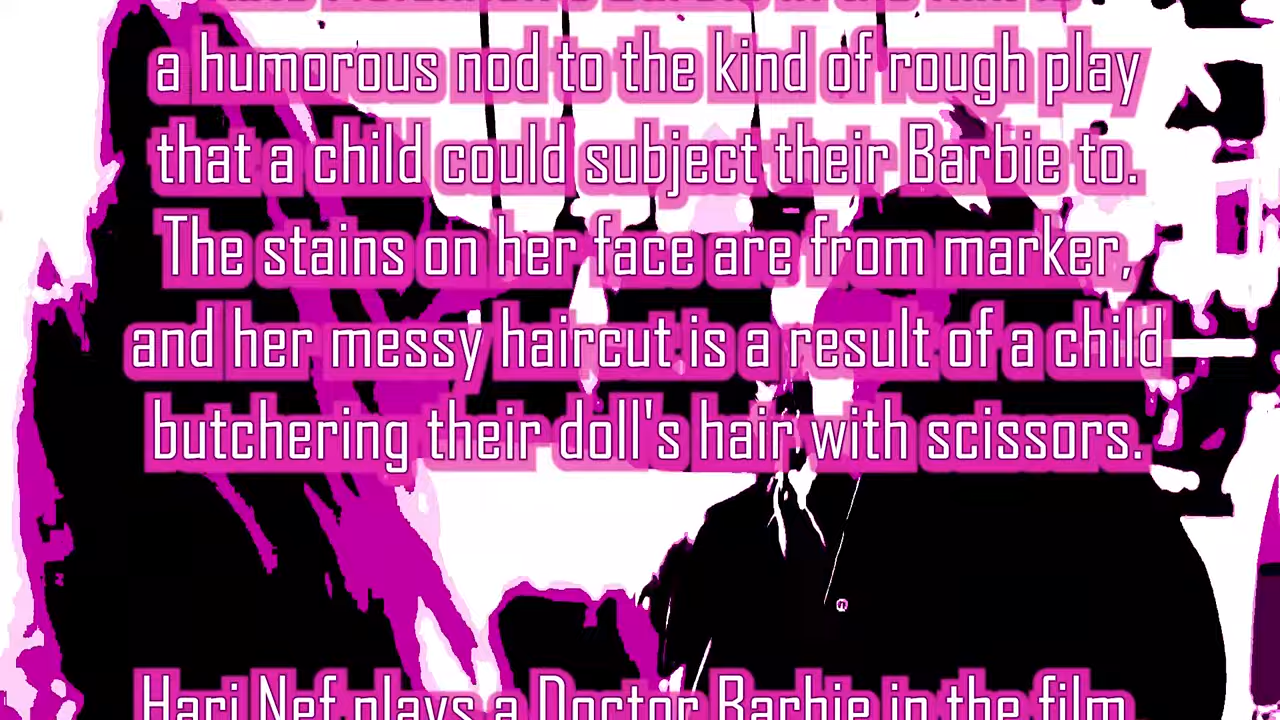 a humorous nod to the kind of rough play
that a child could subject their Barbie to.
The stains on her face are from marker,
and her messy haircut is a result of a child
butchering their doll's hair with scissors.
Hari Nef plays a Doctor Barbie in the film